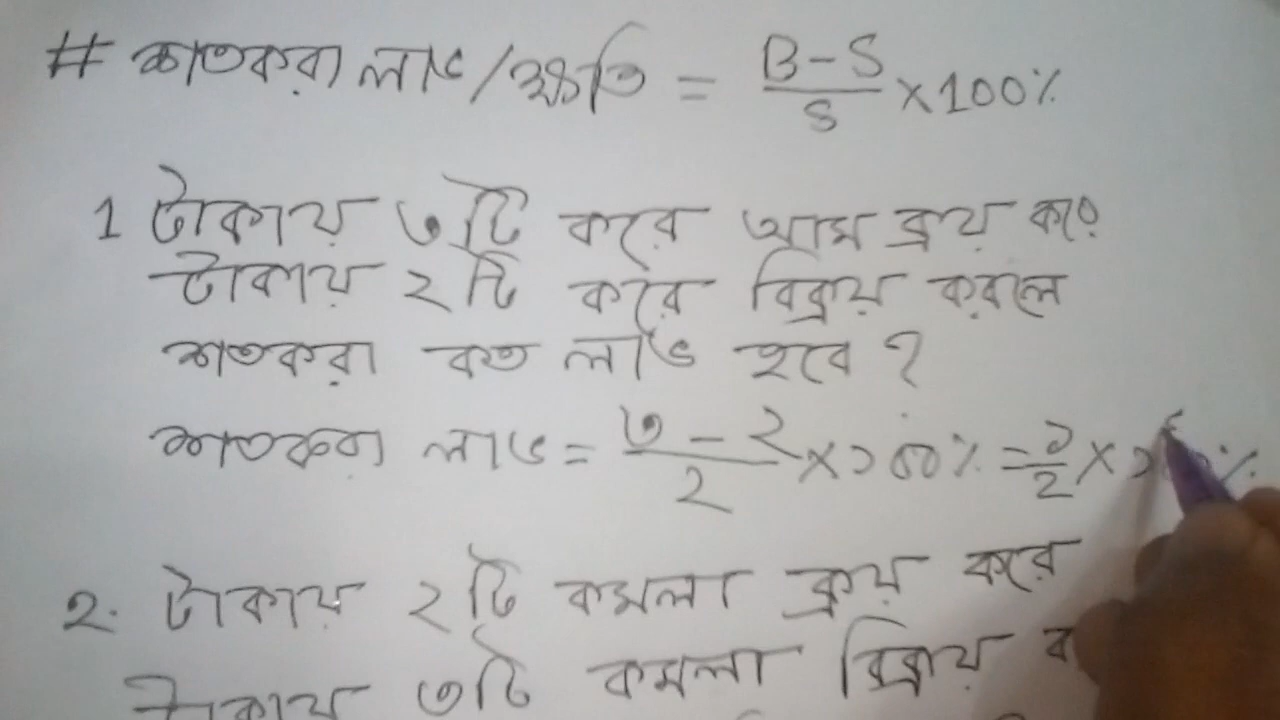 # শতকরা লাভ/ক্ষতি = B-S/S ×100%
1 টাকায় ৩টি করে আম ক্রয় করে
টাকায় ২টি করে বিক্রয় করলে
শতকরা কত লাভ হবে?
শতকরা লাভ = ৩-২/২ ×১০০% = ১/২ ×
২. টাকায় ২টি কমলা ক্রয় করে
টাকায় ৩টি কমলা বিক্রয়